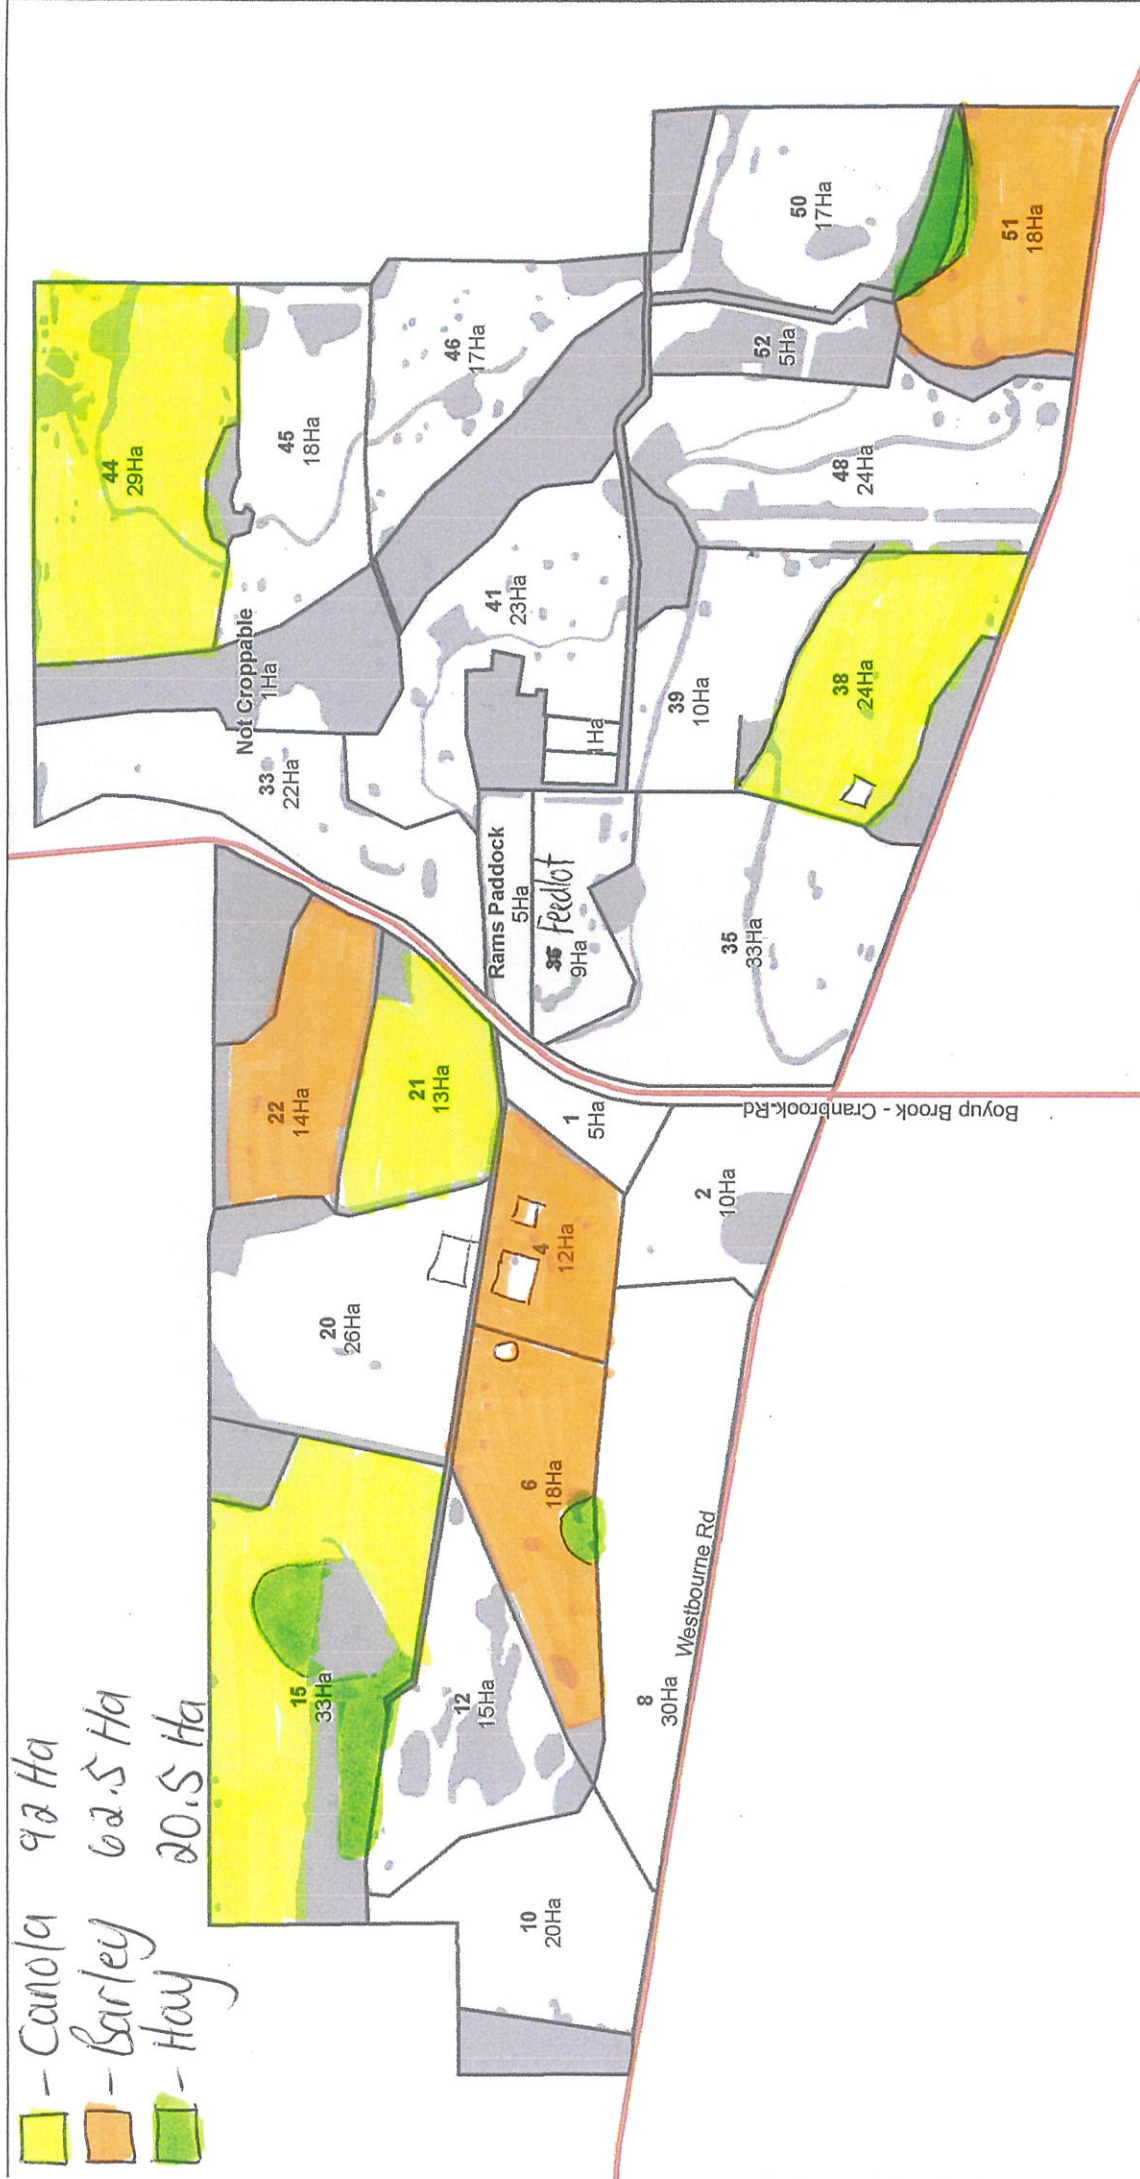 - Canola 92 Ha
- Barley 62.5 Ha
- Hay 20.5 Ha
44
29Ha
45
18Ha
46
17Ha
50
17Ha
51
18Ha
52
5Ha
48
24Ha
Not Croppable
1Ha
33
22Ha
41
23Ha
1Ha
39
10Ha
38
24Ha
Rams Paddock
5Ha
36 Feedlot
9Ha
35
33Ha
22
14Ha
21
13Ha
1
5Ha
2
10Ha
4
12Ha
20
26Ha
6
18Ha
15
33Ha
12
15Ha
8
30Ha
10
20Ha
Westbourne Rd
Boyup Brook - Cranbrook Rd